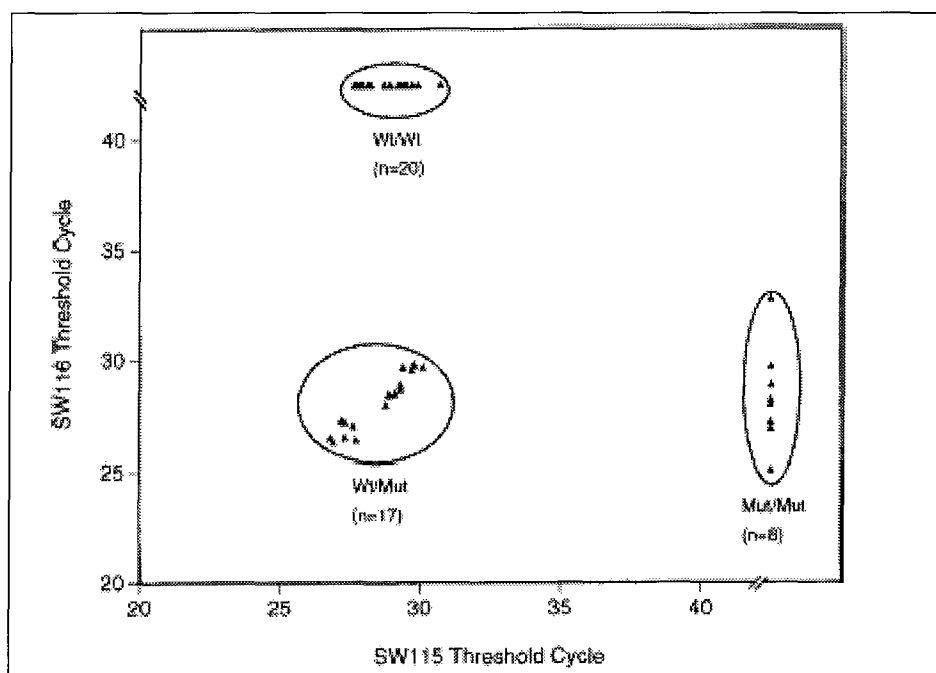 40
35
30
25
20
20
25
30
40
SW116 Threshold Cycle
SW115 Threshold Cycle
Wt/Wt
(n=20)
Wt/Mut
(n=17)
Mut/Mut
(n=8)